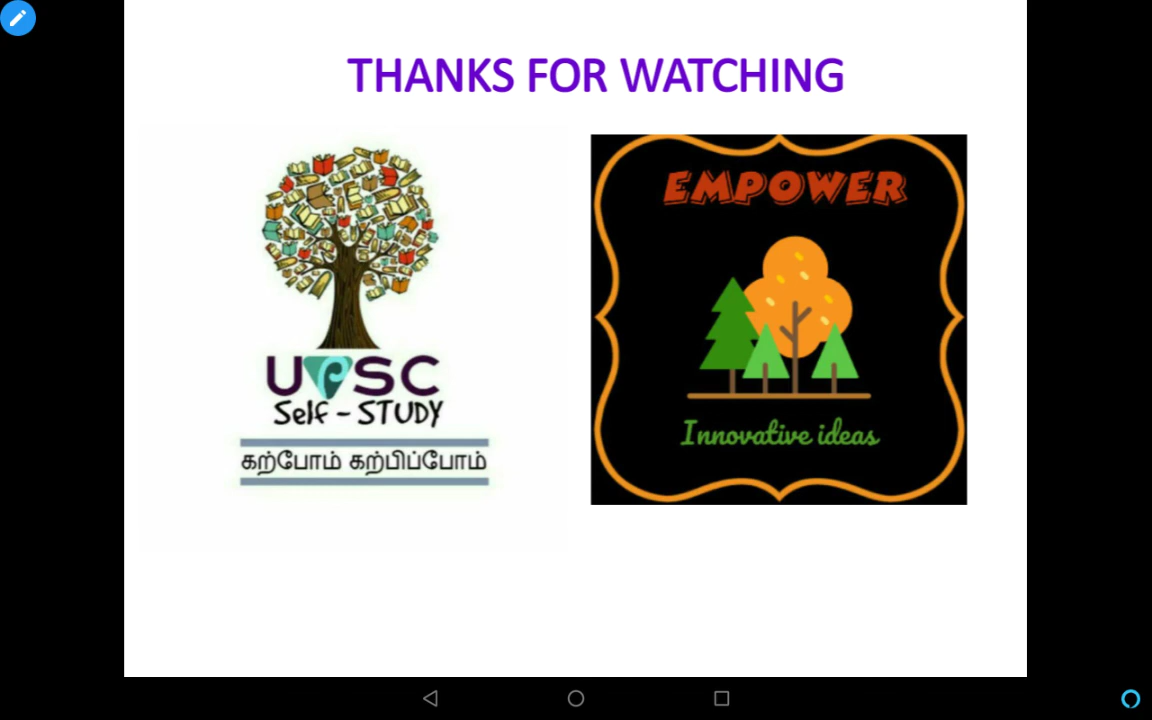 THANKS FOR WATCHING
UPSC
Self - STUDY
கற்போம் கற்பிப்போம்
EMPOWER
Innovative ideas